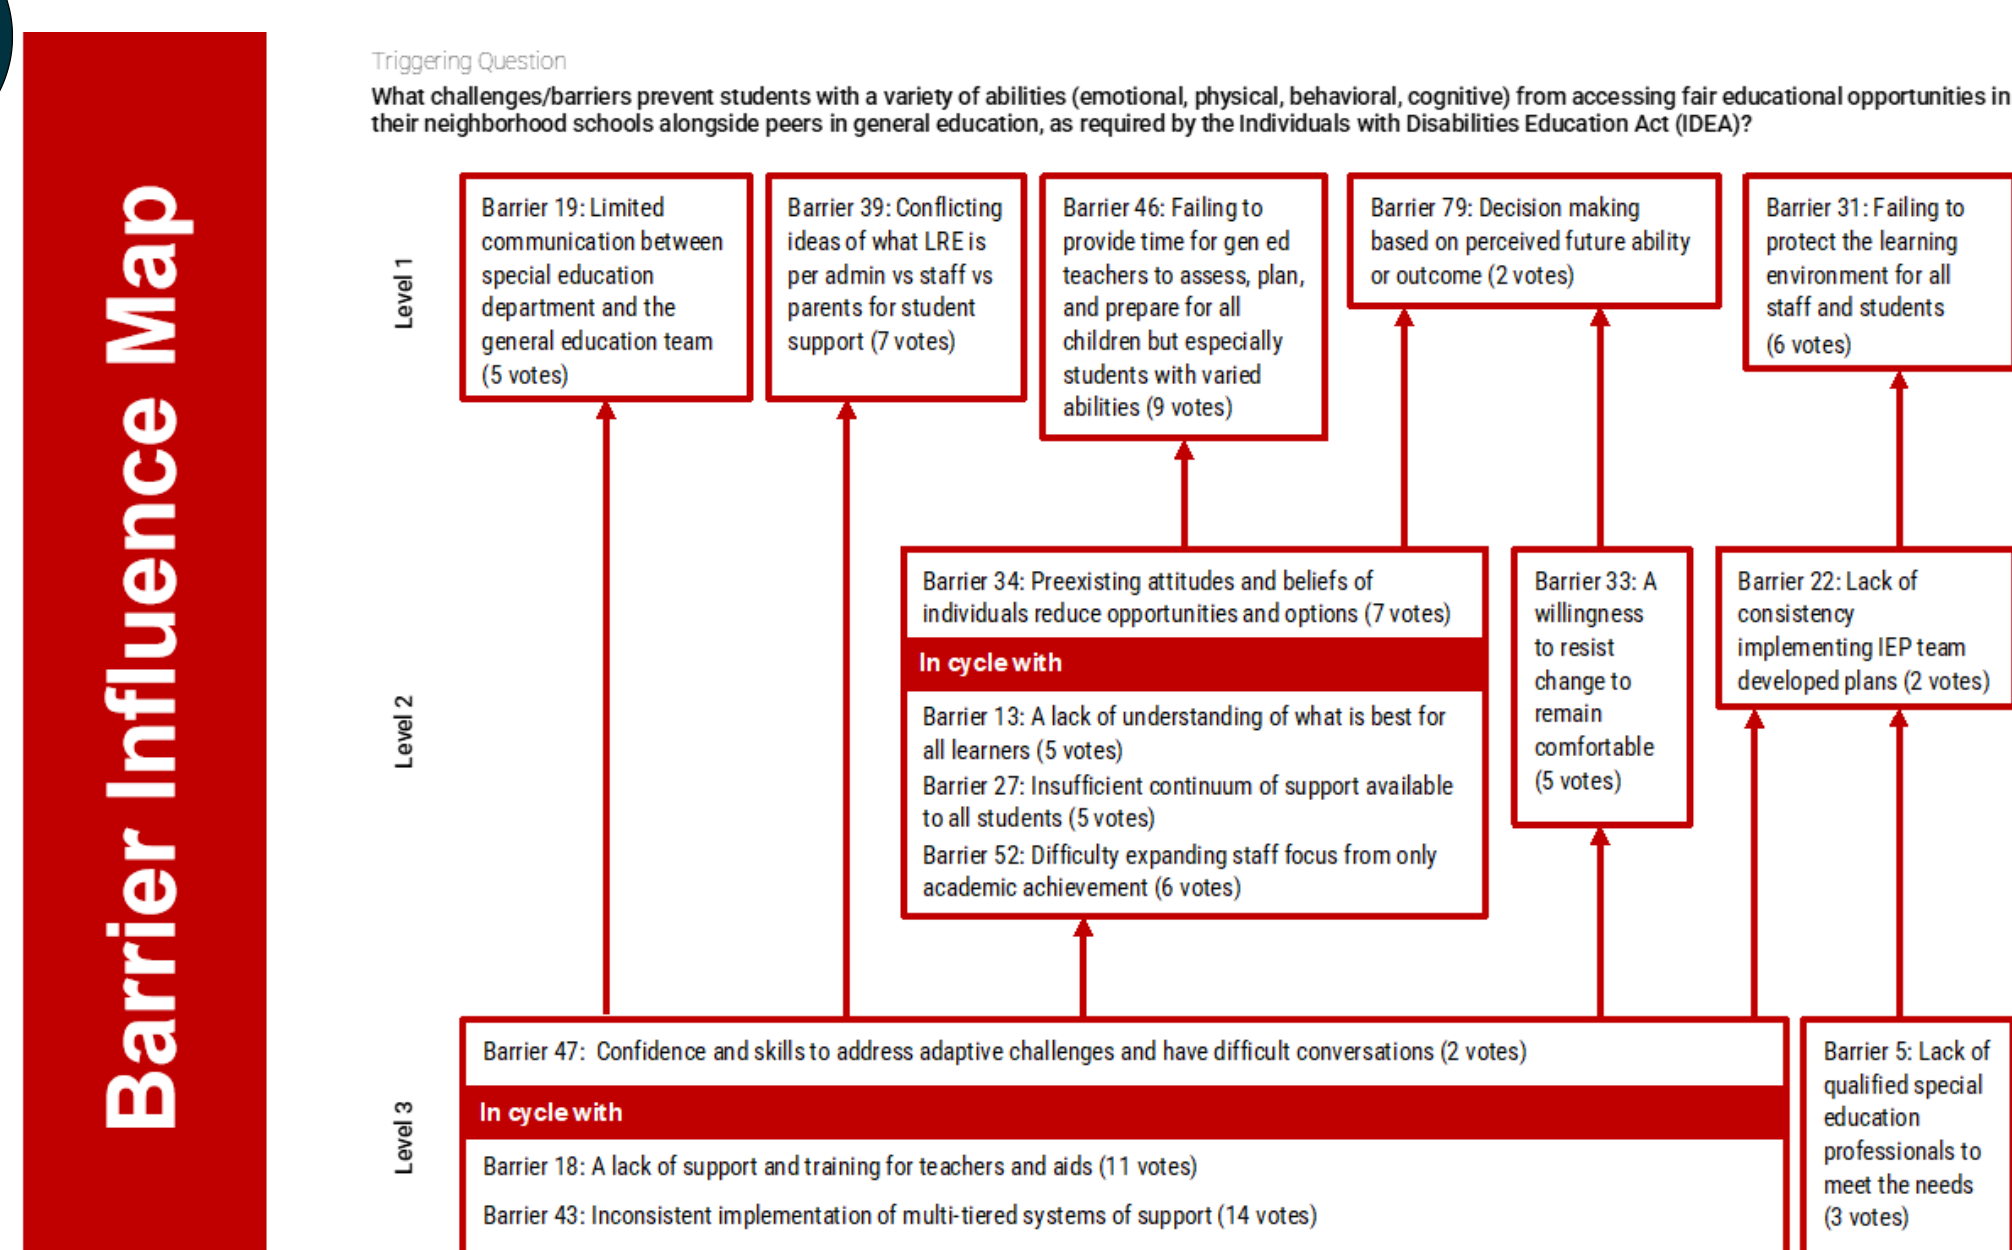 Barrier Influence Map
Triggering Question
What challenges/barriers prevent students with a variety of abilities (emotional, physical, behavioral, cognitive) from accessing fair educational opportunities in
their neighborhood schools alongside peers in general education, as required by the Individuals with Disabilities Education Act (IDEA)?
Level 1
Barrier 19: Limited
communication between
special education
department and the
general education team
(5 votes)
Barrier 39: Conflicting
ideas of what LRE is
per admin vs staff vs
parents for student
support (7 votes)
Barrier 46: Failing to
provide time for gen ed
teachers to assess, plan,
and prepare for all
children but especially
students with varied
abilities (9 votes)
Barrier 79: Decision making
based on perceived future ability
or outcome (2 votes)
Barrier 31: Failing to
protect the learning
environment for all
staff and students
(6 votes)
Level 2
Barrier 34: Preexisting attitudes and beliefs of
individuals reduce opportunities and options (7 votes)
In cycle with
Barrier 13: A lack of understanding of what is best for
all learners (5 votes)
Barrier 27: Insufficient continuum of support available
to all students (5 votes)
Barrier 52: Difficulty expanding staff focus from only
academic achievement (6 votes)
Barrier 33: A
willingness
to resist
change to
remain
comfortable
(5 votes)
Barrier 22: Lack of
consistency
implementing IEP team
developed plans (2 votes)
Level 3
Barrier 47: Confidence and skills to address adaptive challenges and have difficult conversations (2 votes)
In cycle with
Barrier 18: A lack of support and training for teachers and aids (11 votes)
Barrier 43: Inconsistent implementation of multi-tiered systems of support (14 votes)
Barrier 5: Lack of
qualified special
education
professionals to
meet the needs
(3 votes)